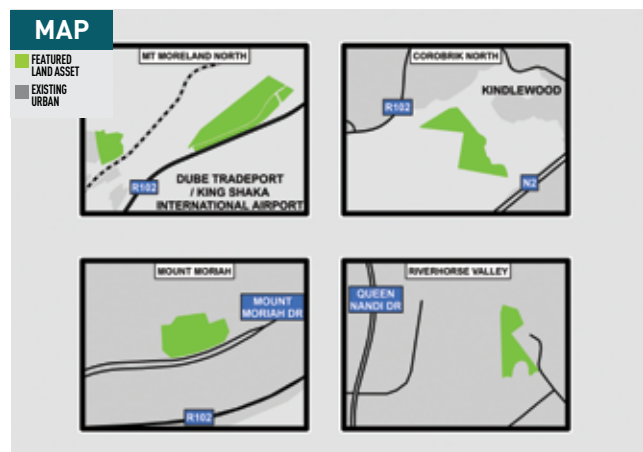 MAP
FEATURED
LAND ASSET
EXISTING
URBAN
MT MORELAND NORTH
R102
DUBE TRADEPORT
/ KING SHAKA
INTERNATIONAL AIRPORT
COROBRIK NORTH
R102
KINDLEWOOD
N2
MOUNT MORIAH
MOUNT
MORIAH DR
R102
RIVERHORSE VALLEY
QUEEN
NANDI DR